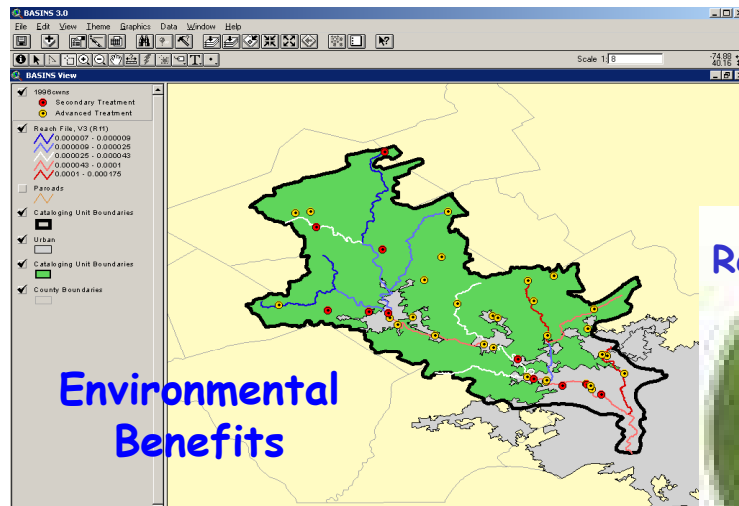 BASINS 3.0
File Edit View Theme Graphics Data Window Help
Scale 1: 8
-74.88
40.16
BASINS View
1996cwns
Secondary Treatment
Advanced Treatment
Reach File, V3 (Rf1)
0.000007 - 0.000009
0.000009 - 0.000025
0.000025 - 0.000043
0.000043 - 0.0001
0.0001 - 0.000175
Paroads
Cataloging Unit Boundaries
Urban
Cataloging Unit Boundaries
County Boundaries
Environmental
Benefits